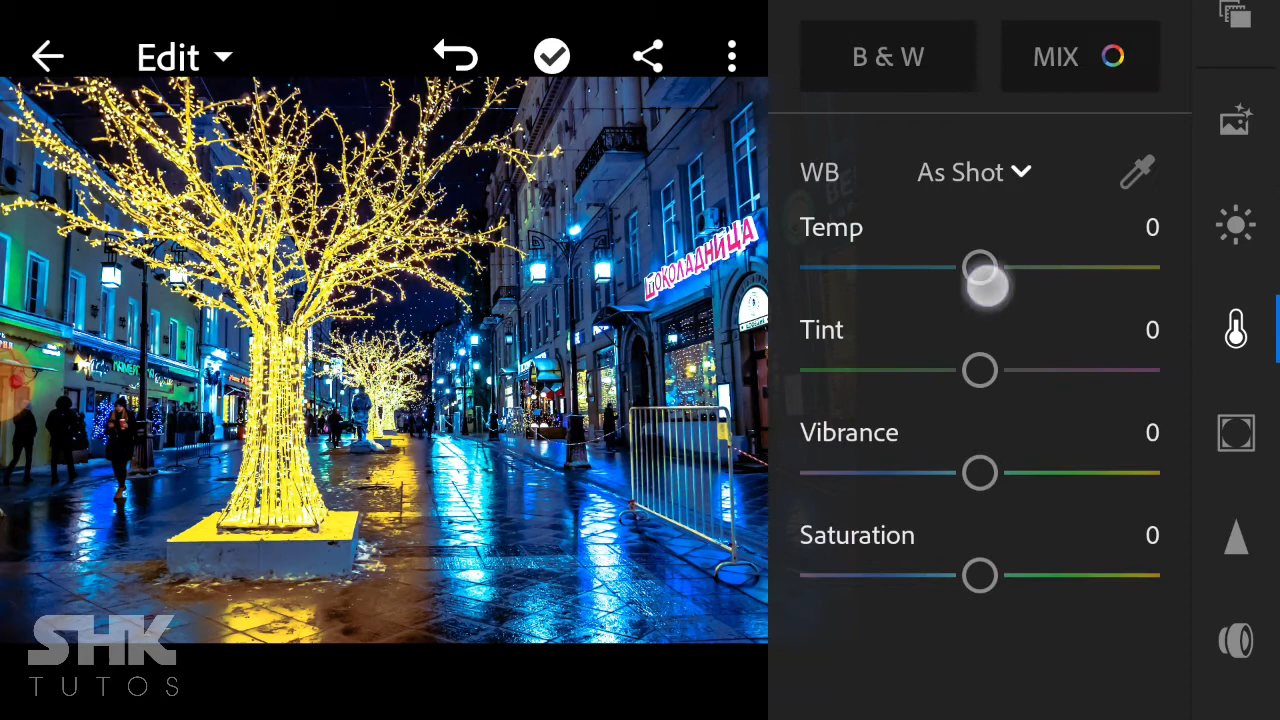 Edit
B & W
MIX
WB
As Shot
Temp
0
Tint
0
Vibrance
0
Saturation
0
ШОКОЛАДНИЦА
SHK
TUTOS